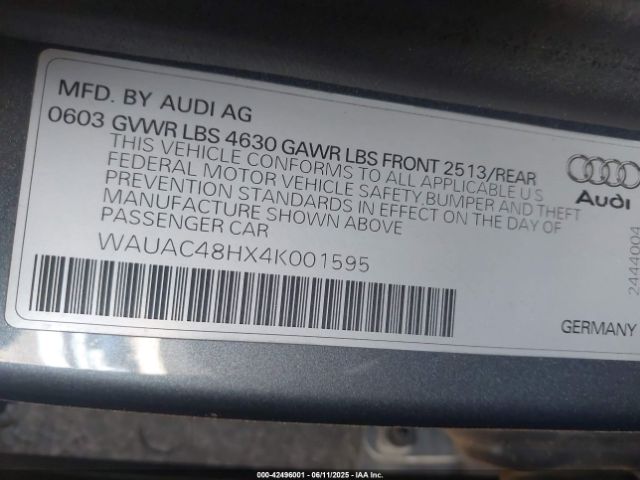 MFD. BY AUDI AG
0603 GVWR LBS 4630 GAWR LBS FRONT 2513/REAR
THIS VEHICLE CONFORMS TO ALL APPLICABLE U S
FEDERAL MOTOR VEHICLE SAFETY,BUMPER AND THEFT
PREVENTION STANDARDS IN EFFECT ON THE DAY OF
MANUFACTURE SHOWN ABOVE
PASSENGER CAR
WAUAC48HX4K001595
Audi
2444004
GERMANY
000-42496001 - 06/11/2025 - IAA Inc.